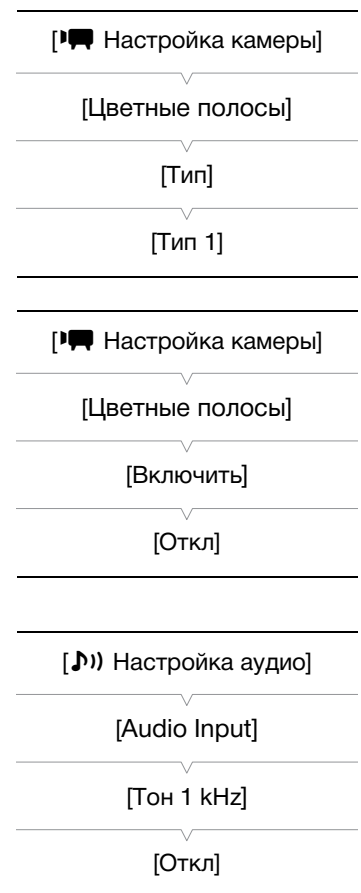 [ Настройка камеры]
[Цветные полосы]
[Тип]
[Тип 1]
[ Настройка камеры]
[Цветные полосы]
[Включить]
[Откл]
[ Настройка аудио]
[Audio Input]
[Тон 1 kHz]
[Откл]